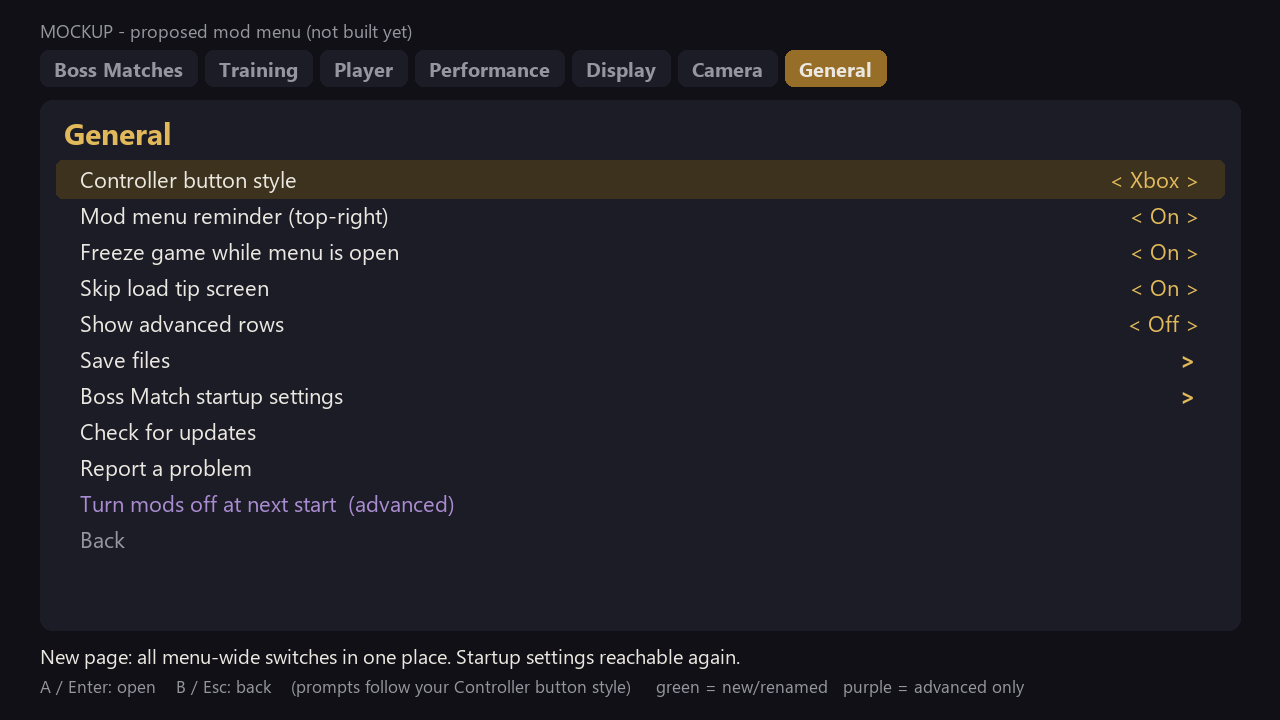 MOCKUP - proposed mod menu (not built yet)
Boss Matches Training Player Performance Display Camera General
General
Controller button style < Xbox >
Mod menu reminder (top-right) < On >
Freeze game while menu is open < On >
Skip load tip screen < On >
Show advanced rows < Off >
Save files >
Boss Match startup settings >
Check for updates
Report a problem
Turn mods off at next start (advanced)
Back
New page: all menu-wide switches in one place. Startup settings reachable again.
A / Enter: open B / Esc: back (prompts follow your Controller button style) green = new/renamed purple = advanced only